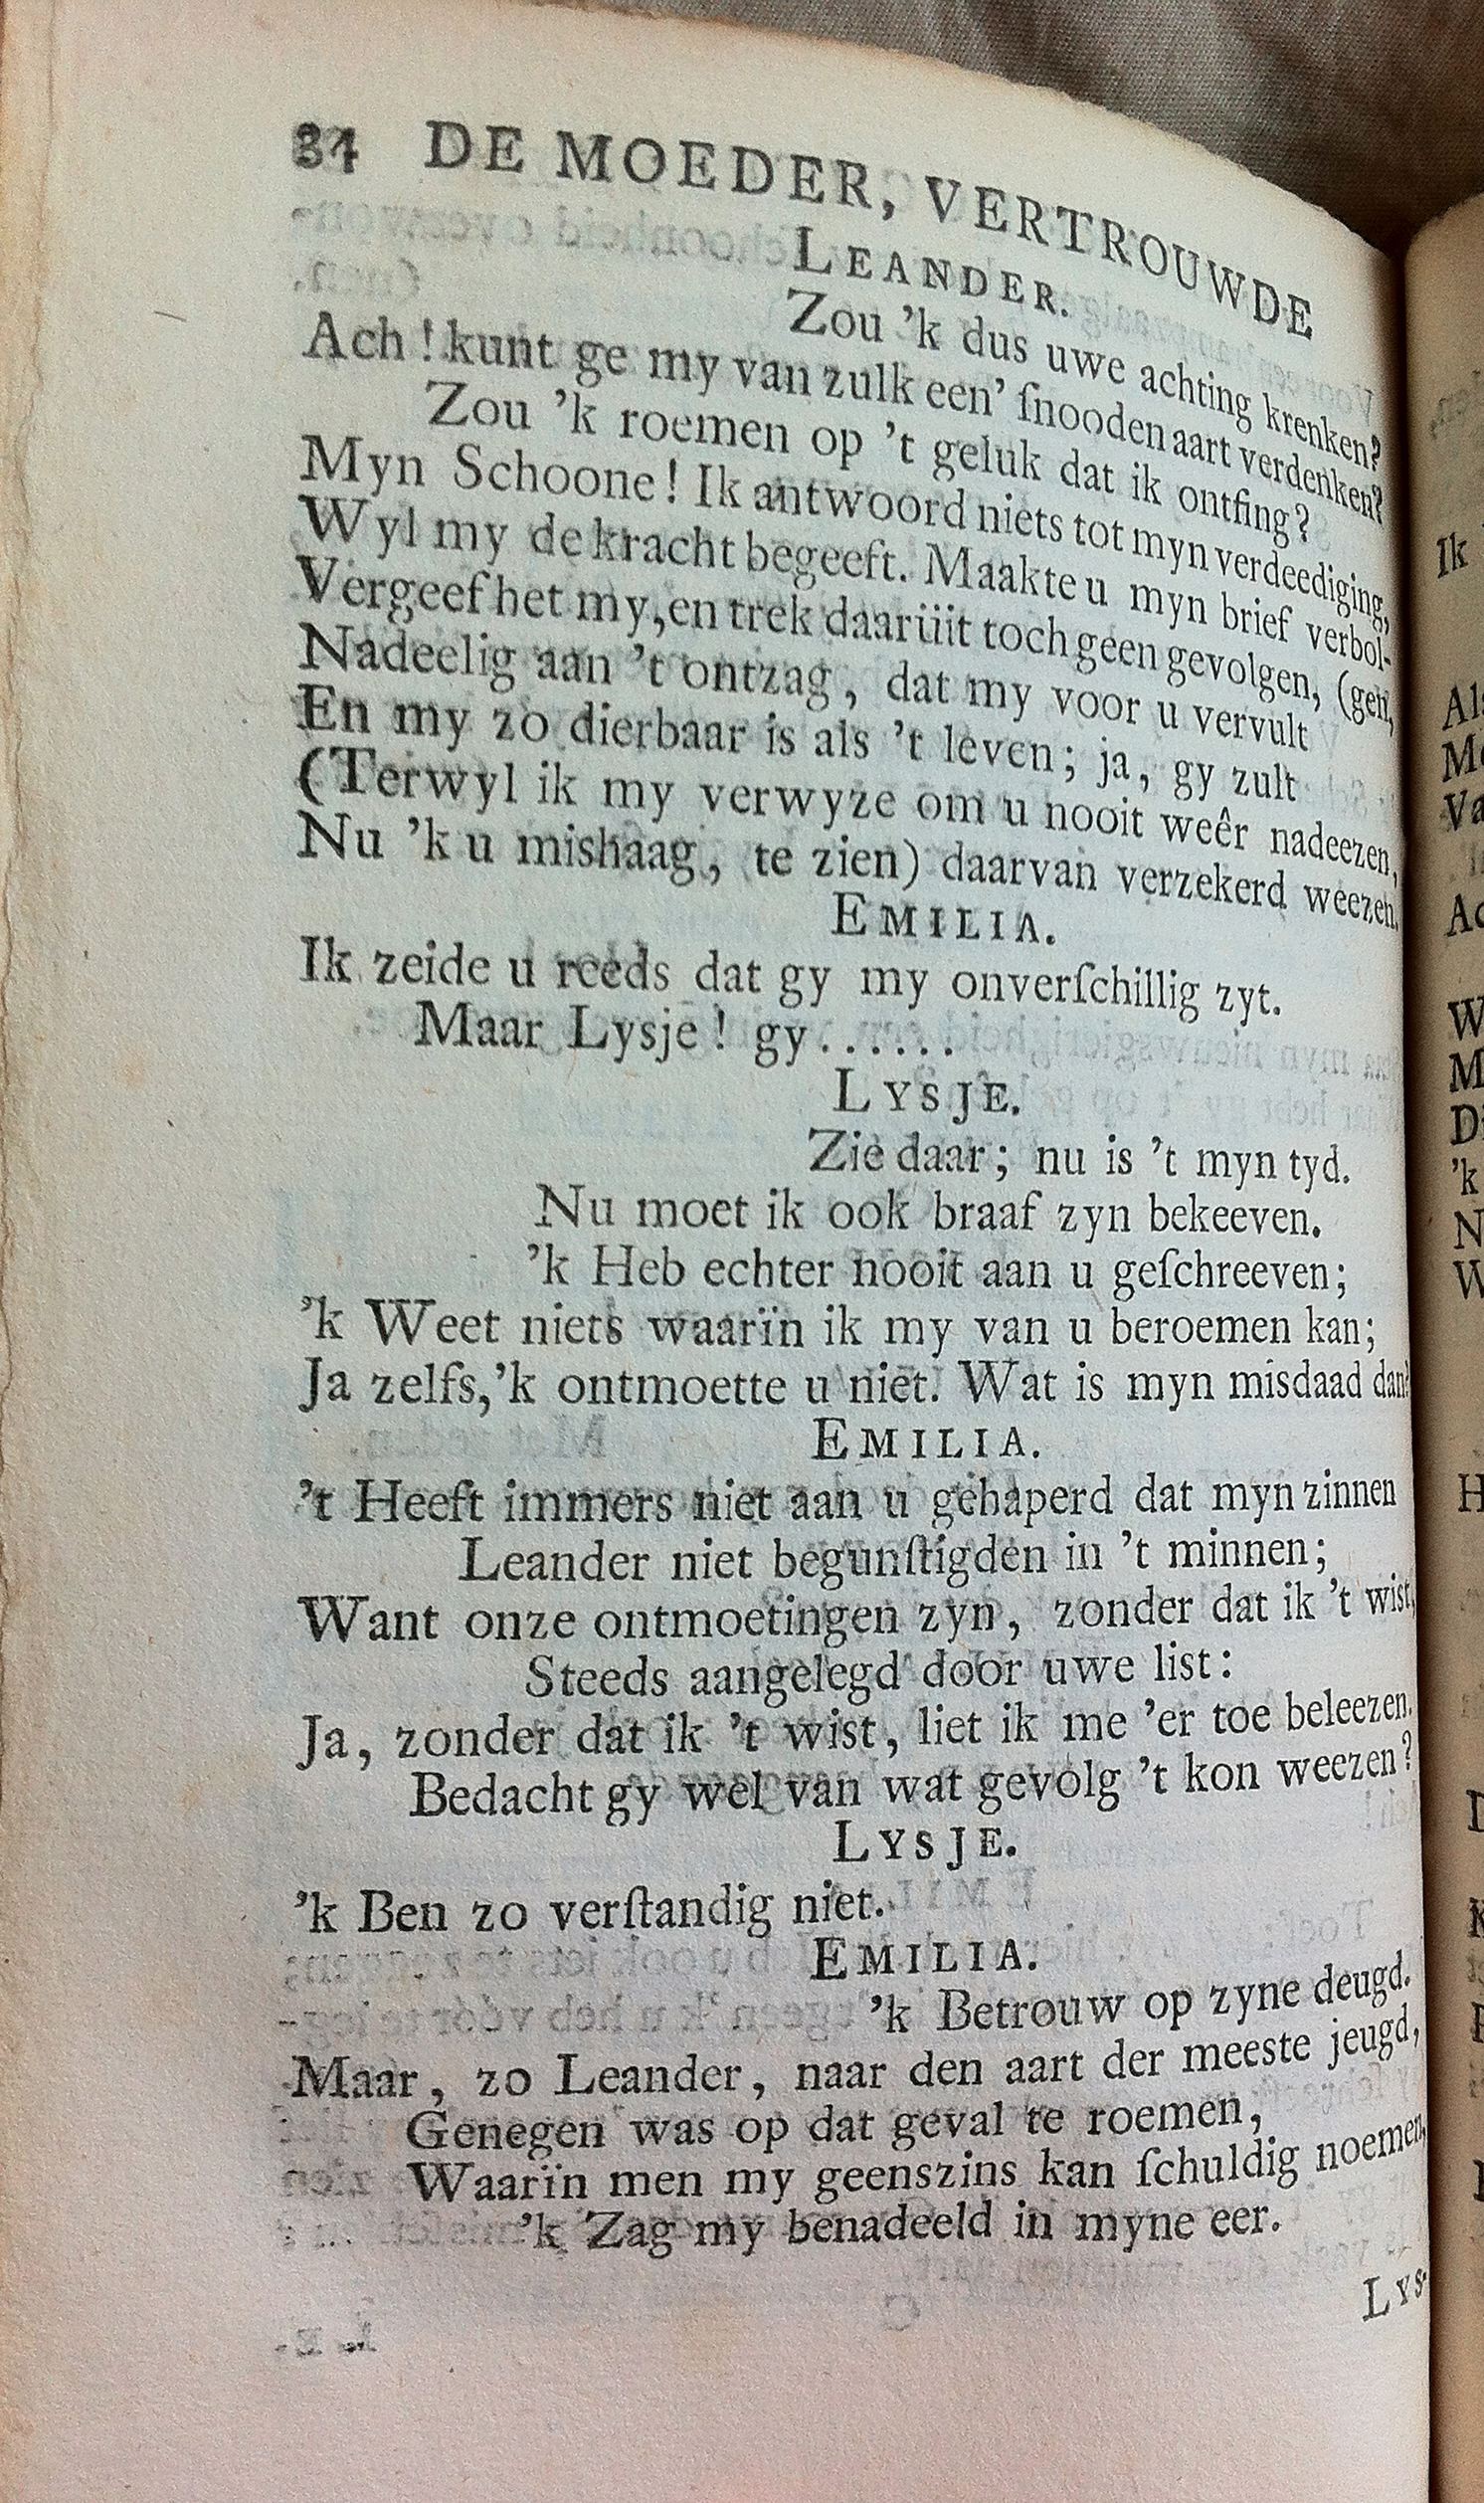 34 DE MOEDER, VERTROUWDE
LEANDER.
Zou 'k dus uwe achting krenken?
Ach! kunt ge my van zulk een' ſnooden aart verdenken?
Zou 'k roemen op 't geluk dat ik ontfing?
Myn Schoone! Ik antwoord niets tot myn verdeediging,
Wyl my de kracht begeeft. Maakte u myn brief verbol-
Vergeef het my, en trek daarüit toch geen gevolgen, (gen,
Nadeelig aan 't ontzag, dat my voor u vervult
En my zo dierbaar is als 't leven; ja, gy zult
(Terwyl ik my verwyze om u nooit weêr nadeezen,
Nu 'k u mishaag, te zien) daarvan verzekerd weezen.
EMILIA.
Ik zeide u reeds dat gy my onverſchillig zyt.
Maar Lysje! gy......
LYSJE.
Zie daar; nu is 't myn tyd.
Nu moet ik ook braaf zyn bekeeven.
'k Heb echter nooit aan u geſchreeven;
'k Weet niets waarïn ik my van u beroemen kan;
Ja zelfs, 'k ontmoette u niet. Wat is myn misdaad dan?
EMILIA.
't Heeft immers niet aan u gehaperd dat myn zinnen
Leander niet begunſtigden in 't minnen;
Want onze ontmoetingen zyn, zonder dat ik 't wist,
Steeds aangelegd door uwe list:
Ja, zonder dat ik 't wist, liet ik me 'er toe beleezen.
Bedacht gy wel van wat gevolg 't kon weezen?
LYSJE.
'k Ben zo verſtandig niet.
EMILIA.
'k Betrouw op zyne deugd.
Maar, zo Leander, naar den aart der meeste jeugd,
Genegen was op dat geval te roemen,
Waarïn men my geenszins kan ſchuldig noemen,
'k Zag my benadeeld in myne eer.
LYS-